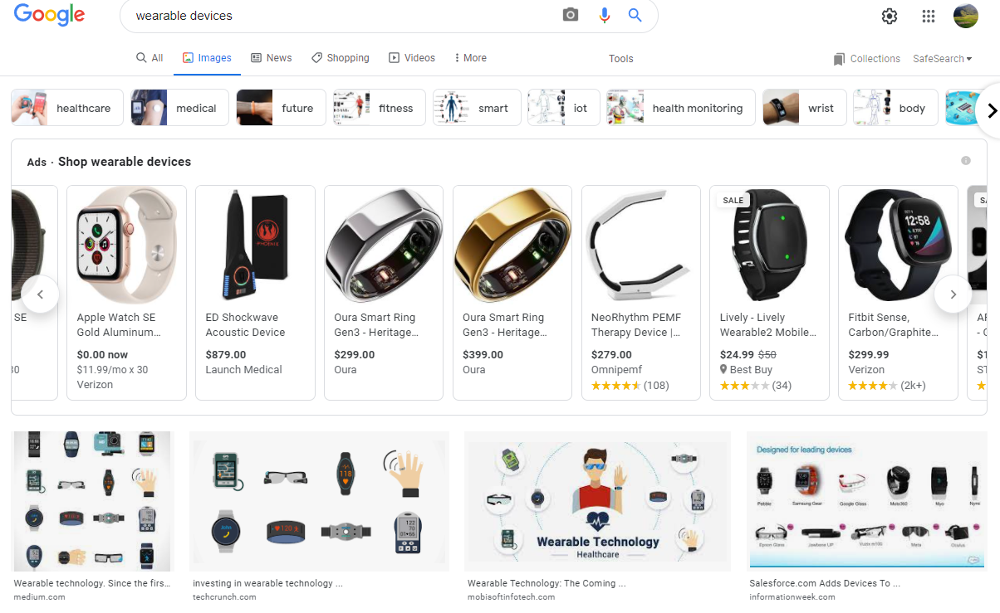 Google
wearable devices
All
Images
News
Shopping
Videos
More
Tools
Collections
SafeSearch
healthcare
medical
future
fitness
smart
iot
health monitoring
wrist
body
Ads · Shop wearable devices
SE
30
Apple Watch SE
Gold Aluminum…
$0.00 now
$11.99/mo x 30
Verizon
PHOENIX
ED Shockwave
Acoustic Device
$879.00
Launch Medical
Oura Smart Ring
Gen3 - Heritage…
$299.00
Oura
Oura Smart Ring
Gen3 - Heritage…
$399.00
Oura
NeoRhythm PEMF
Therapy Device |…
$279.00
Omnipemf
(108)
SALE
Lively - Lively
Wearable2 Mobile…
$24.99 $50
Best Buy
(34)
12:58
Fitbit Sense,
Carbon/Graphite…
$299.99
Verizon
(2k+)
Wearable technology. Since the firs…
medium.com
118
120
122
70
investing in wearable technology ...
techcrunch.com
Wearable Technology
Healthcare
Wearable Technology: The Coming ...
mobisoftinfotech.com
Designed for leading devices
Pebble
Samsung Gear
Google Glass
Moto360
Myo
Nymi
Epson Glass
Jawbone UP
Vuzix m100
Meta
Oculus
Salesforce.com Adds Devices To ...
informationweek.com